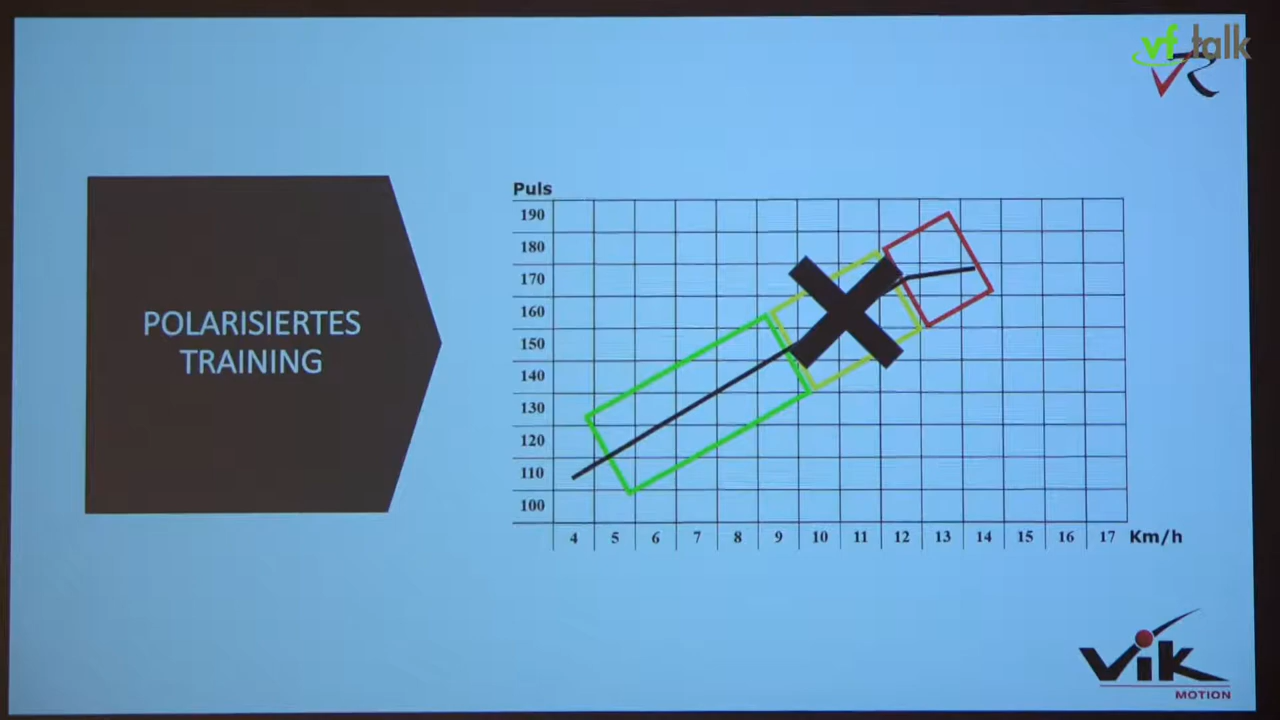 vf talk
VR
POLARISIERTES
TRAINING
Puls
190
180
170
160
150
140
130
120
110
100
4 5 6 7 8 9 10 11 12 13 14 15 16 17 Km/h
ViK
MOTION